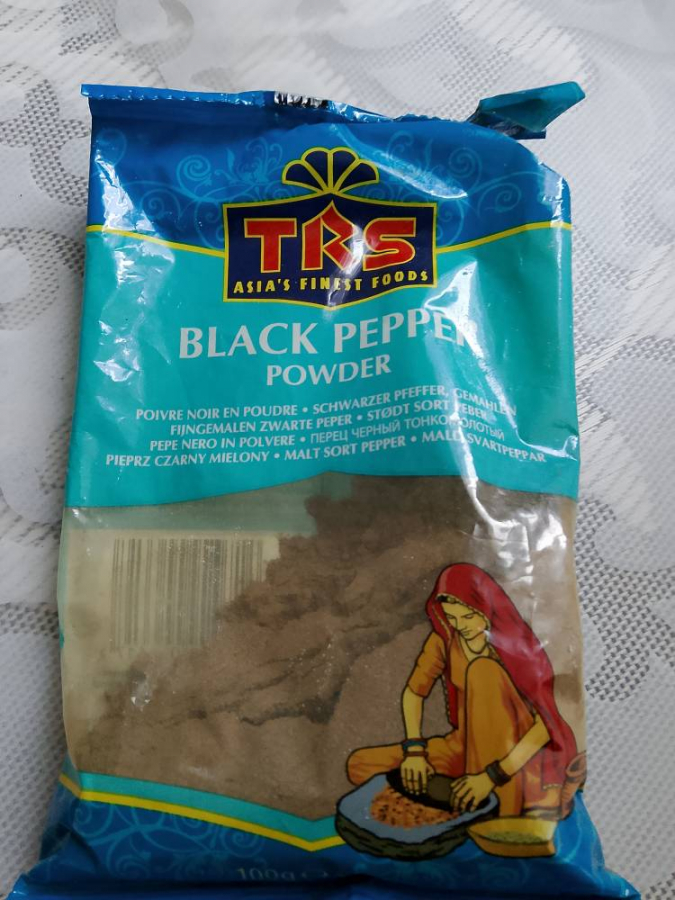 TRS
ASIA'S FINEST FOODS
BLACK PEPPER
POWDER
POIVRE NOIR EN POUDRE • SCHWARZER PFEFFER, GEMAHLEN
FIJNGEMALEN ZWARTE PEPER • STØDT SORT PEBER
PEPE NERO IN POLVERE • ПЕРЕЦ ЧЕРНЫЙ ТОНКОМОЛОТЫЙ
PIEPRZ CZARNY MIELONY • MALT SORT PEPPER • MALD SVARTPEPPAR
100g